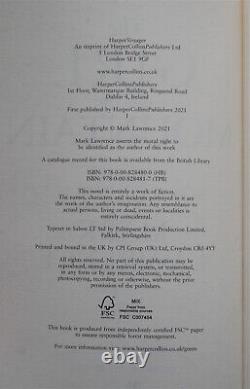 HarperVoyager
An imprint of HarperCollinsPublishers Ltd
1 London Bridge Street
London SE1 9GF
www.harpercollins.co.uk
HarperCollinsPublishers
1st Floor, Watermarque Building, Ringsend Road
Dublin 4, Ireland
First published by HarperCollinsPublishers 2021
1
Copyright © Mark Lawrence 2021
Mark Lawrence asserts the moral right to
be identified as the author of this work
A catalogue record for this book is available from the British Library
ISBN: 978-0-00-828480-0 (HB)
ISBN: 978-0-00-828481-7 (TPB)
This novel is entirely a work of fiction.
The names, characters and incidents portrayed in it are
the work of the author's imagination. Any resemblance to
actual persons, living or dead, events or localities is
entirely coincidental.
Typeset in Sabon LT Std by Palimpsest Book Production Limited,
Falkirk, Stirlingshire
Printed and bound in the UK by CPI Group (UK) Ltd, Croydon CR0 4YY
All rights reserved. No part of this publication may be
reproduced, stored in a retrieval system, or transmitted,
in any form or by any means, electronic, mechanical,
photocopying, recording or otherwise, without the prior
permission of the publishers.
FSC
MIX
Paper from
responsible sources
FSC C007454
This book is produced from independently certified FSC™ paper
to ensure responsible forest management.
For more information visit: www.harpercollins.co.uk/green